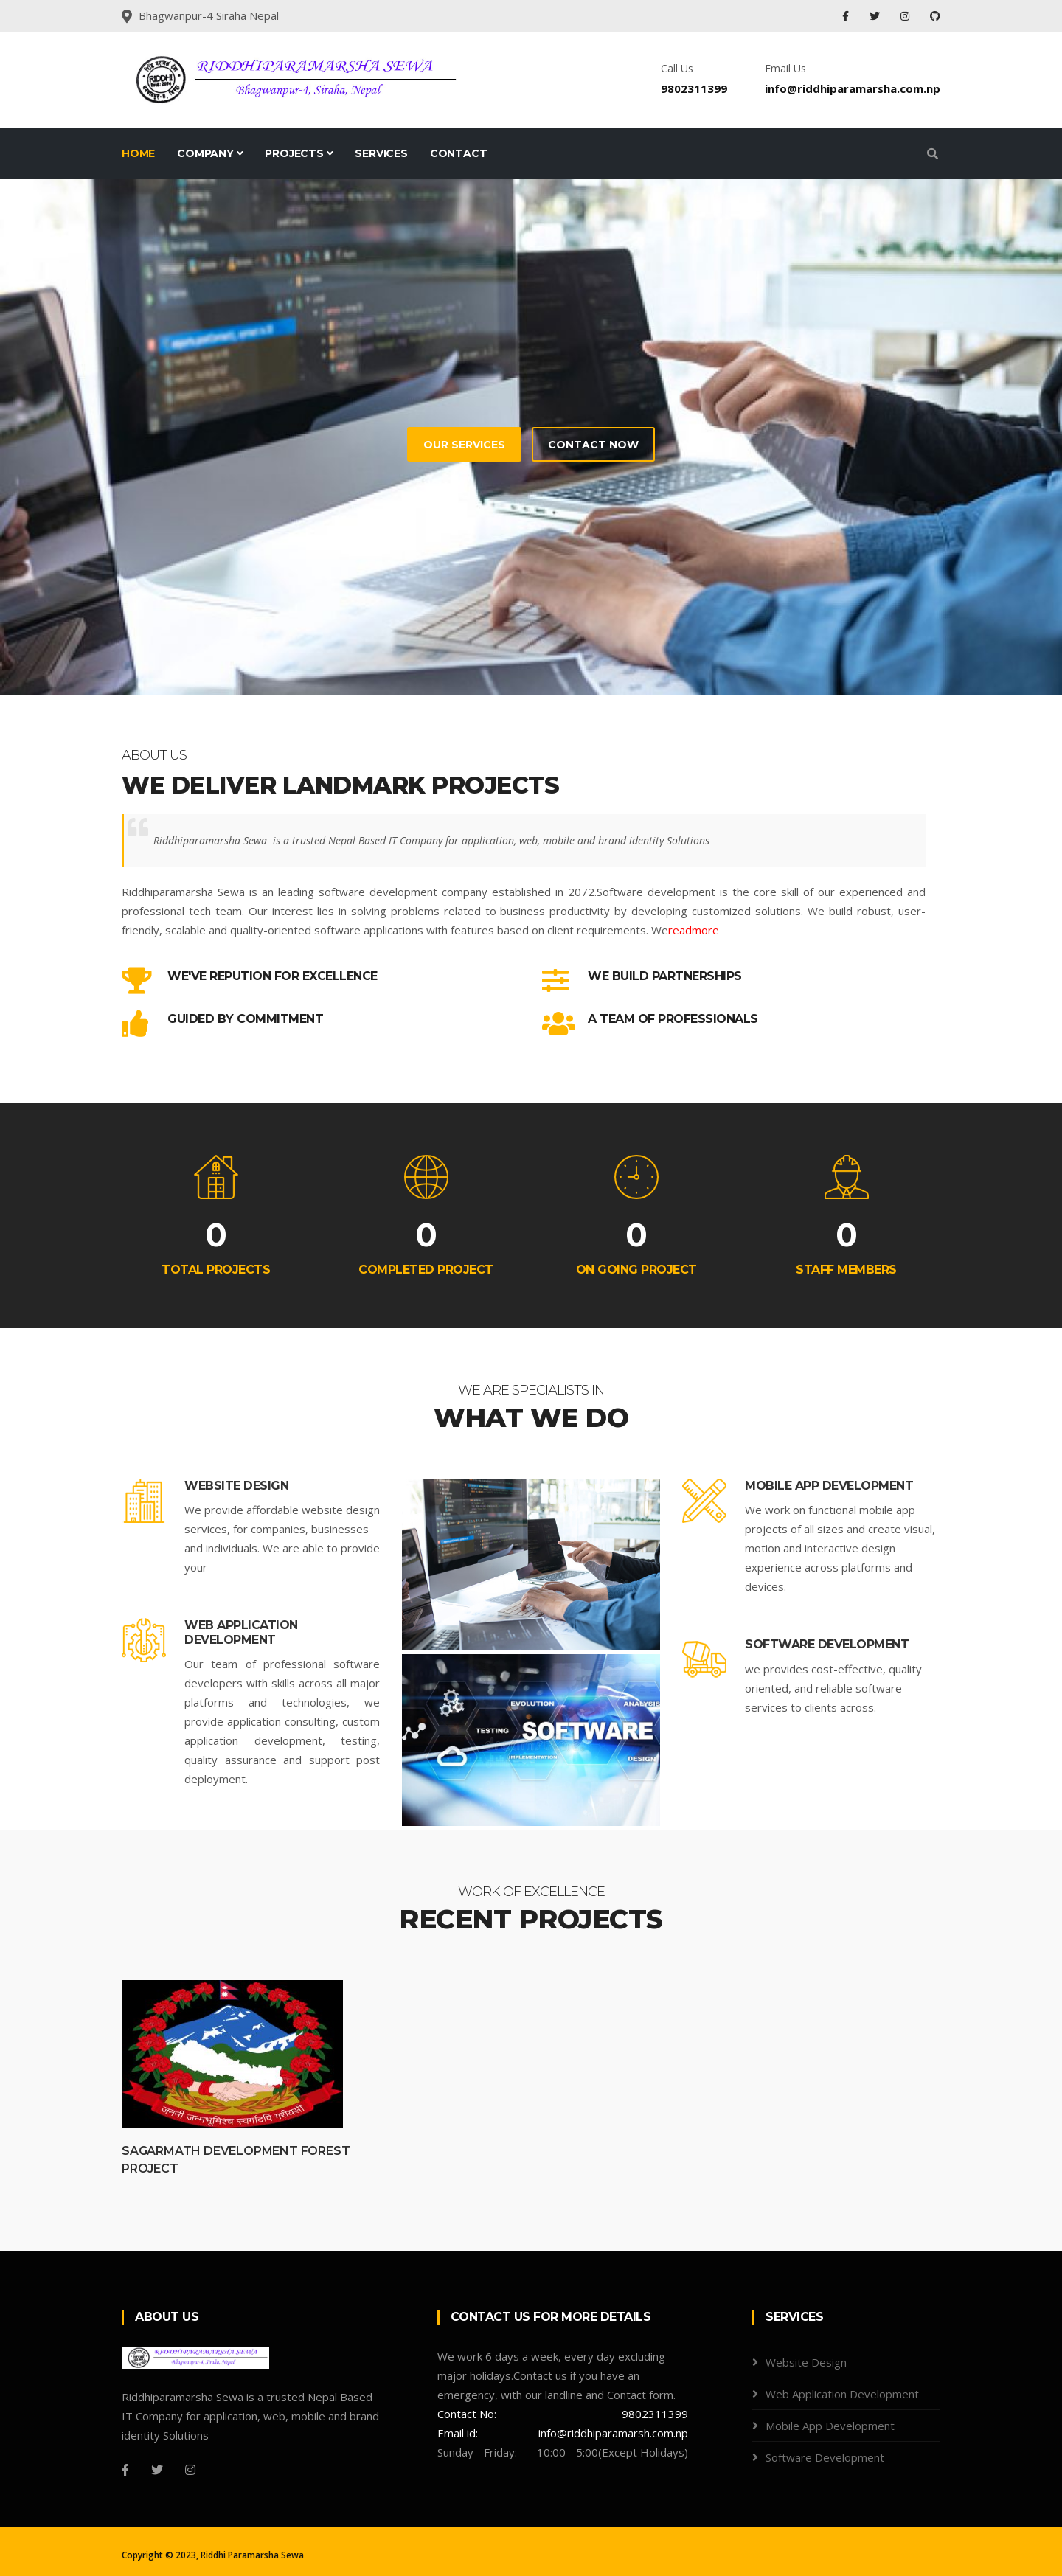 Bhagwanpur-4 Siraha Nepal
RIDDHI
RIDDHIPARAMARSHA SEWA
Bhagwanpur-4, Siraha, Nepal
Call Us
9802311399
Email Us
info@riddhiparamarsha.com.np
HOME
COMPANY
PROJECTS
SERVICES
CONTACT
OUR SERVICES
CONTACT NOW
ABOUT US
WE DELIVER LANDMARK PROJECTS
Riddhiparamarsha Sewa is a trusted Nepal Based IT Company for application, web, mobile and brand identity Solutions
Riddhiparamarsha Sewa is an leading software development company established in 2072.Software development is the core skill of our experienced and
professional tech team. Our interest lies in solving problems related to business productivity by developing customized solutions. We build robust, user-
friendly, scalable and quality-oriented software applications with features based on client requirements. Wereadmore
WE'VE REPUTION FOR EXCELLENCE
WE BUILD PARTNERSHIPS
GUIDED BY COMMITMENT
A TEAM OF PROFESSIONALS
0
TOTAL PROJECTS
0
COMPLETED PROJECT
0
ON GOING PROJECT
0
STAFF MEMBERS
WE ARE SPECIALISTS IN
WHAT WE DO
WEBSITE DESIGN
We provide affordable website design
services, for companies, businesses
and individuals. We are able to provide
your
WEB APPLICATION
DEVELOPMENT
Our team of professional software
developers with skills across all major
platforms and technologies, we
provide application consulting, custom
application development, testing,
quality assurance and support post
deployment.
EVOLUTION
ANALYSIS
TESTING
SOFTWARE
IMPLEMENTATION
DESIGN
MOBILE APP DEVELOPMENT
We work on functional mobile app
projects of all sizes and create visual,
motion and interactive design
experience across platforms and
devices.
SOFTWARE DEVELOPMENT
we provides cost-effective, quality
oriented, and reliable software
services to clients across.
WORK OF EXCELLENCE
RECENT PROJECTS
जननी जन्मभूमिश्च स्वर्गादपि गरीयसी
SAGARMATH DEVELOPMENT FOREST
PROJECT
ABOUT US
RIDDHIPARAMARSHA SEWA
Bhagwanpur-4, Siraha, Nepal
Riddhiparamarsha Sewa is a trusted Nepal Based
IT Company for application, web, mobile and brand
identity Solutions
CONTACT US FOR MORE DETAILS
We work 6 days a week, every day excluding
major holidays.Contact us if you have an
emergency, with our landline and Contact form.
Contact No: 9802311399
Email id: info@riddhiparamarsh.com.np
Sunday - Friday: 10:00 - 5:00(Except Holidays)
SERVICES
Website Design
Web Application Development
Mobile App Development
Software Development
Copyright © 2023, Riddhi Paramarsha Sewa